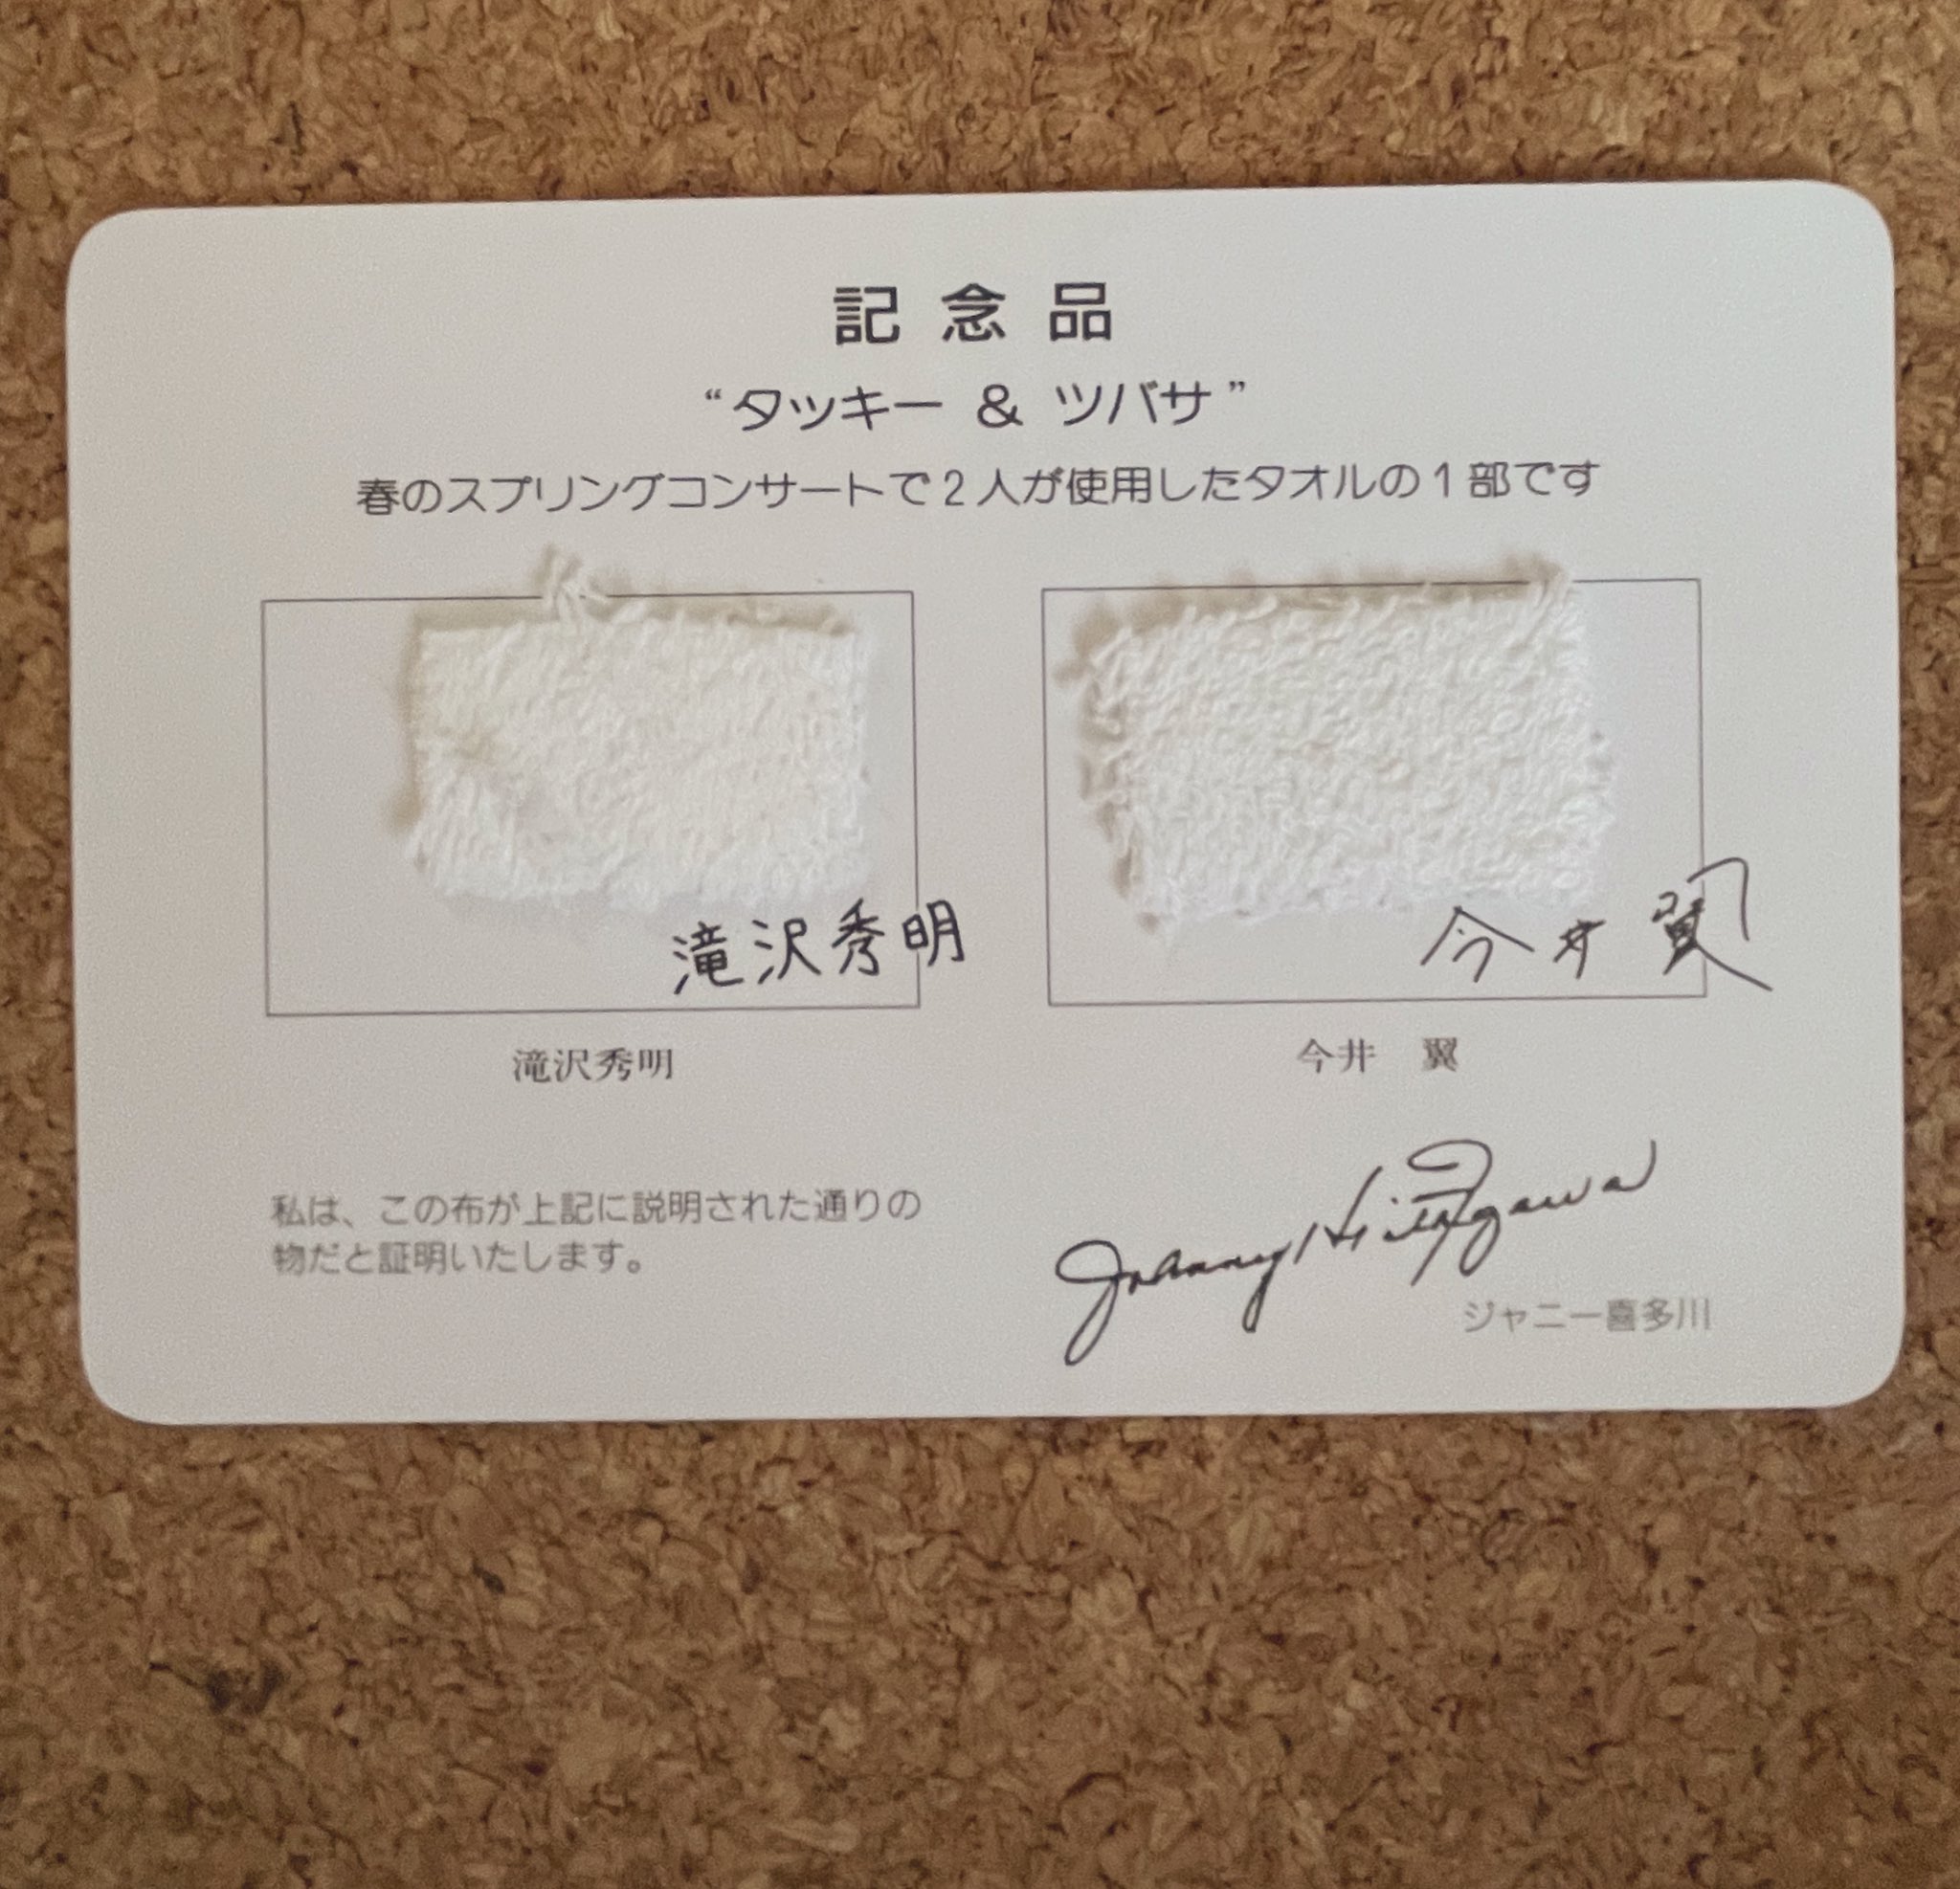 記念品
“タッキー & ツバサ”
春のスプリングコンサートで2人が使用したタオルの1部です
滝沢秀明
今井 翼
滝沢秀明
今井 翼
私は、この布が上記に説明された通りの
物だと証明いたします。
Johnny H. Kitagawa
ジャニー喜多川